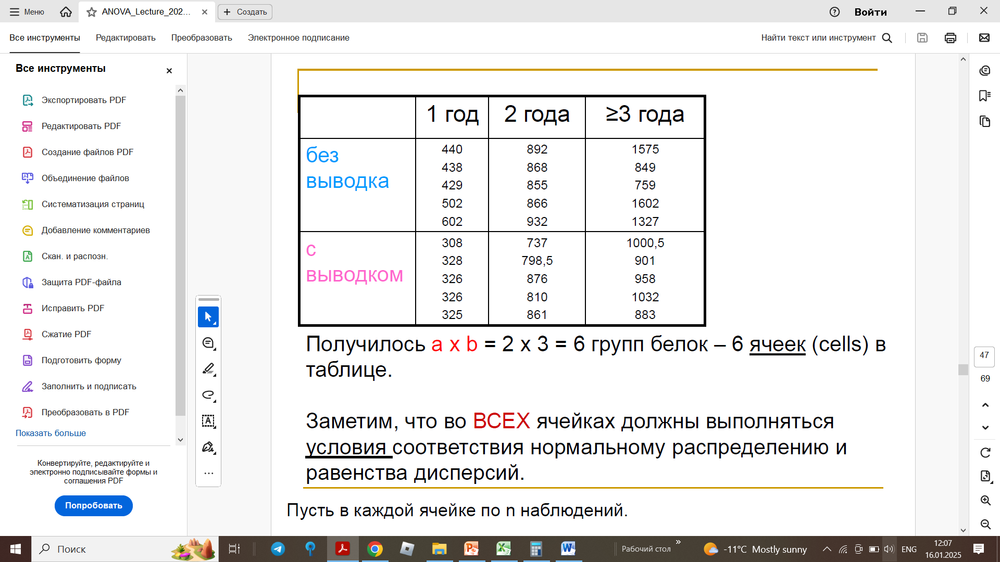 Меню
ANOVA_Lecture_202...
Создать
Войти
Все инструменты
Редактировать
Преобразовать
Электронное подписание
Найти текст или инструмент
Все инструменты
Экспортировать PDF
Редактировать PDF
Создание файлов PDF
Объединение файлов
Систематизация страниц
Добавление комментариев
Скан. и распозн.
Защита PDF-файла
Исправить PDF
Сжатие PDF
Подготовить форму
Заполнить и подписать
Преобразовать в PDF
Показать больше
Конвертируйте, редактируйте и
электронно подписывайте формы и
соглашения PDF
Попробовать
1 год 2 года ≥3 года
без
выводка
440 892 1575
438 868 849
429 855 759
502 866 1602
602 932 1327
с
выводком
308 737 1000,5
328 798,5 901
326 876 958
326 810 1032
325 861 883
Получилось a x b = 2 x 3 = 6 групп белок – 6 ячеек (cells) в
таблице.
Заметим, что во ВСЕХ ячейках должны выполняться
условия соответствия нормальному распределению и
равенства дисперсий.
Пусть в каждой ячейке по n наблюдений.
47
69
Поиск
Рабочий стол
-11°C Mostly sunny
ENG
12:07
16.01.2025